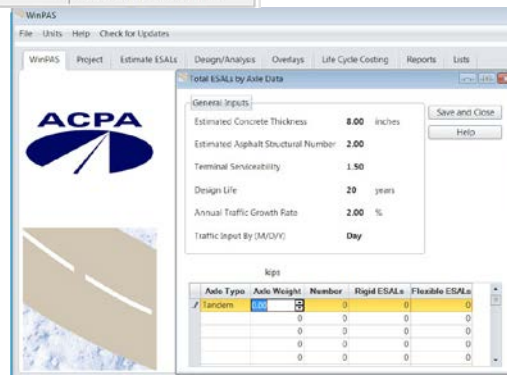 WinPAS
File Units Help Check for Updates
WinPAS Project Estimate ESALs Design/Analysis Overlays Life Cycle Costing Reports Lists
Total ESALs by Axle Data
General Inputs
Save and Close
Help
Estimated Concrete Thickness 8.00 inches
Estimated Asphalt Structural Number 2.00
Terminal Serviceability 1.50
Design Life 20 years
Annual Traffic Growth Rate 2.00 %
Traffic Input By (M/D/Y) Day
ACPA
kips
Axle Type Axle Weight Number Rigid ESALs Flexible ESALs
Tandem 0.00 0 0 0
0 0 0 0
0 0 0 0
0 0 0 0
0 0 0 0